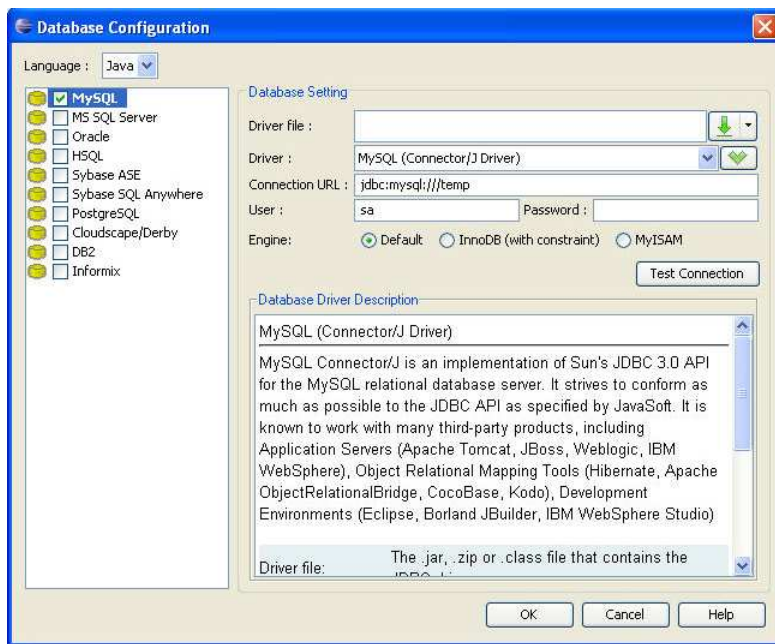 Database Configuration
Language : Java
MySQL
MS SQL Server
Oracle
HSQL
Sybase ASE
Sybase SQL Anywhere
PostgreSQL
Cloudscape/Derby
DB2
Informix
Database Setting
Driver file :
Driver : MySQL (Connector/J Driver)
Connection URL : jdbc:mysql:///temp
User : sa Password :
Engine: Default InnoDB (with constraint) MyISAM
Test Connection
Database Driver Description
MySQL (Connector/J Driver)
MySQL Connector/J is an implementation of Sun's JDBC 3.0 API
for the MySQL relational database server. It strives to conform as
much as possible to the JDBC API as specified by JavaSoft. It is
known to work with many third-party products, including
Application Servers (Apache Tomcat, JBoss, Weblogic, IBM
WebSphere), Object Relational Mapping Tools (Hibernate, Apache
ObjectRelationalBridge, CocoBase, Kodo), Development
Environments (Eclipse, Borland JBuilder, IBM WebSphere Studio)
Driver file: The .jar, .zip or .class file that contains the
OK Cancel Help